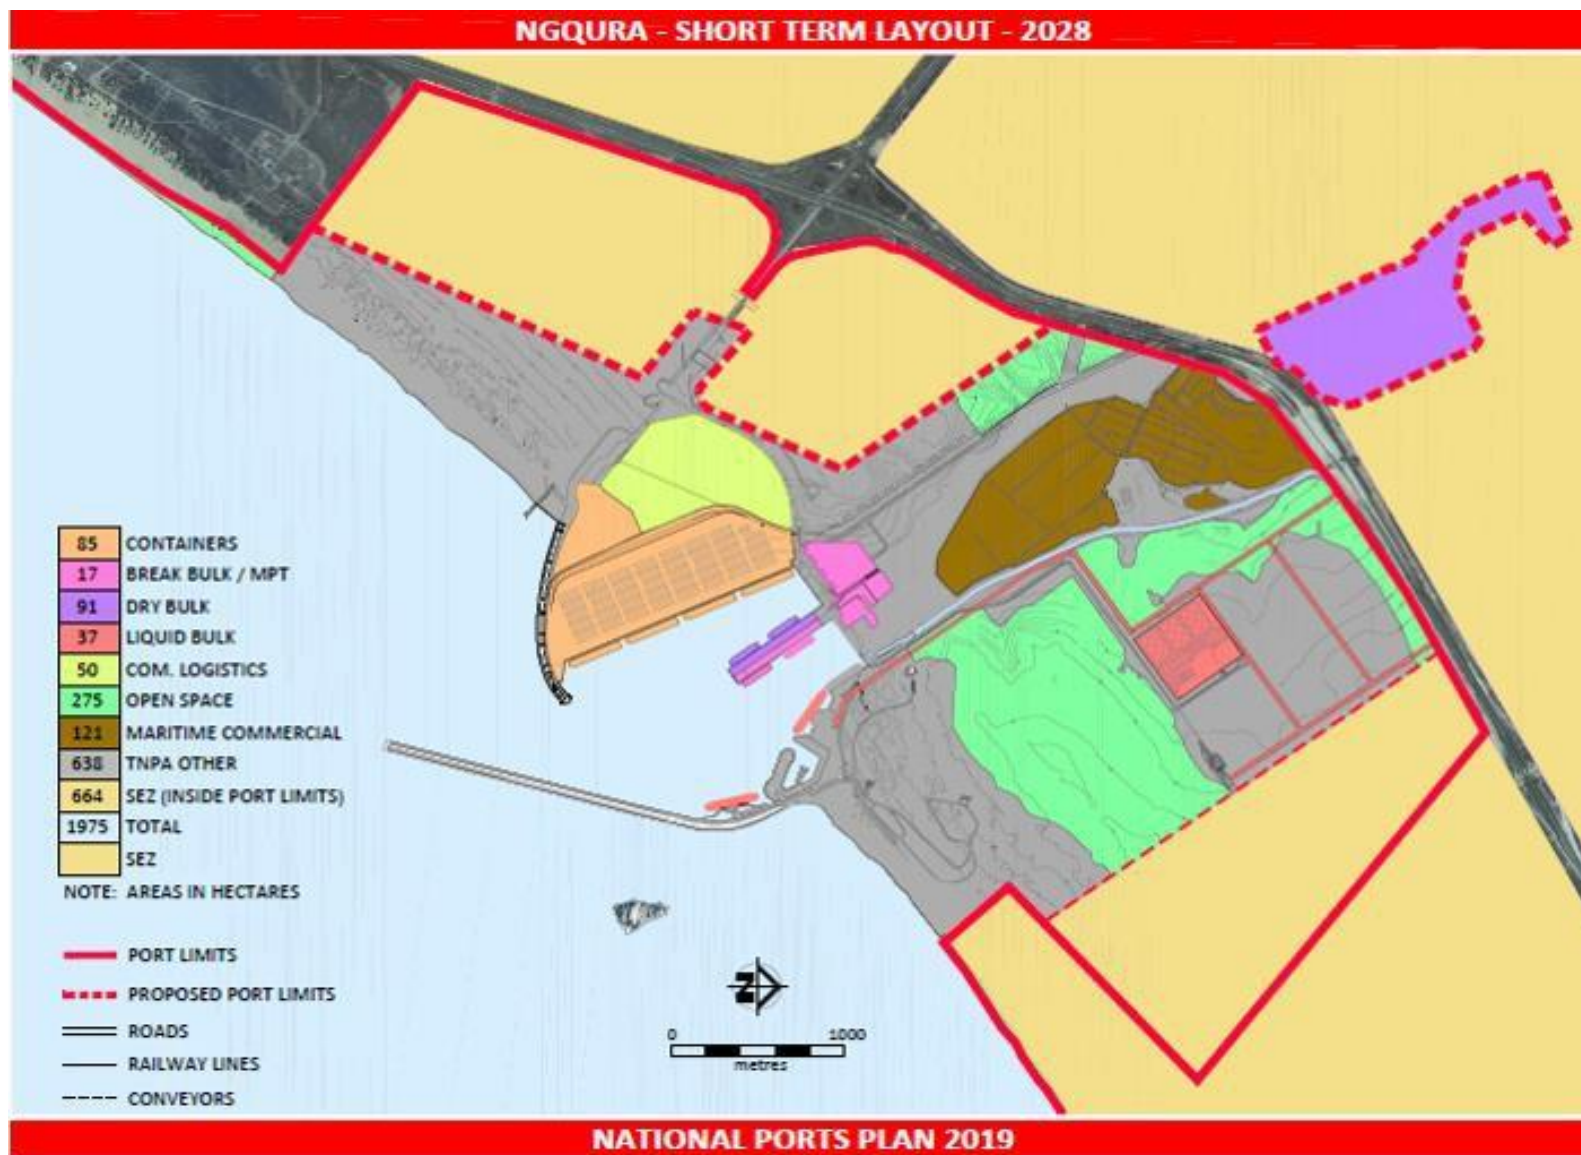 NGQURA - SHORT TERM LAYOUT - 2028
85 CONTAINERS
17 BREAK BULK / MPT
91 DRY BULK
37 LIQUID BULK
50 COM. LOGISTICS
275 OPEN SPACE
121 MARITIME COMMERCIAL
638 TNPA OTHER
664 SEZ (INSIDE PORT LIMITS)
1975 TOTAL
SEZ
NOTE: AREAS IN HECTARES
PORT LIMITS
PROPOSED PORT LIMITS
ROADS
RAILWAY LINES
CONVEYORS
N
0 1000
metres
NATIONAL PORTS PLAN 2019